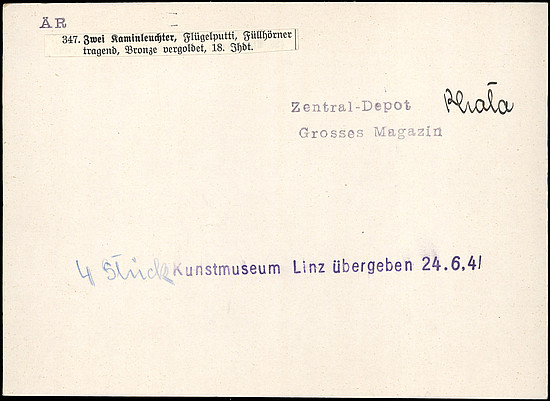 ÄR
347. Zwei Kaminleuchter, Flügelputti, Füllhörner
tragend, Bronze vergoldet, 18. Jhdt.
Zentral-Depot
Grosses Magazin
4 Stück Kunstmuseum Linz übergeben 24.6.41